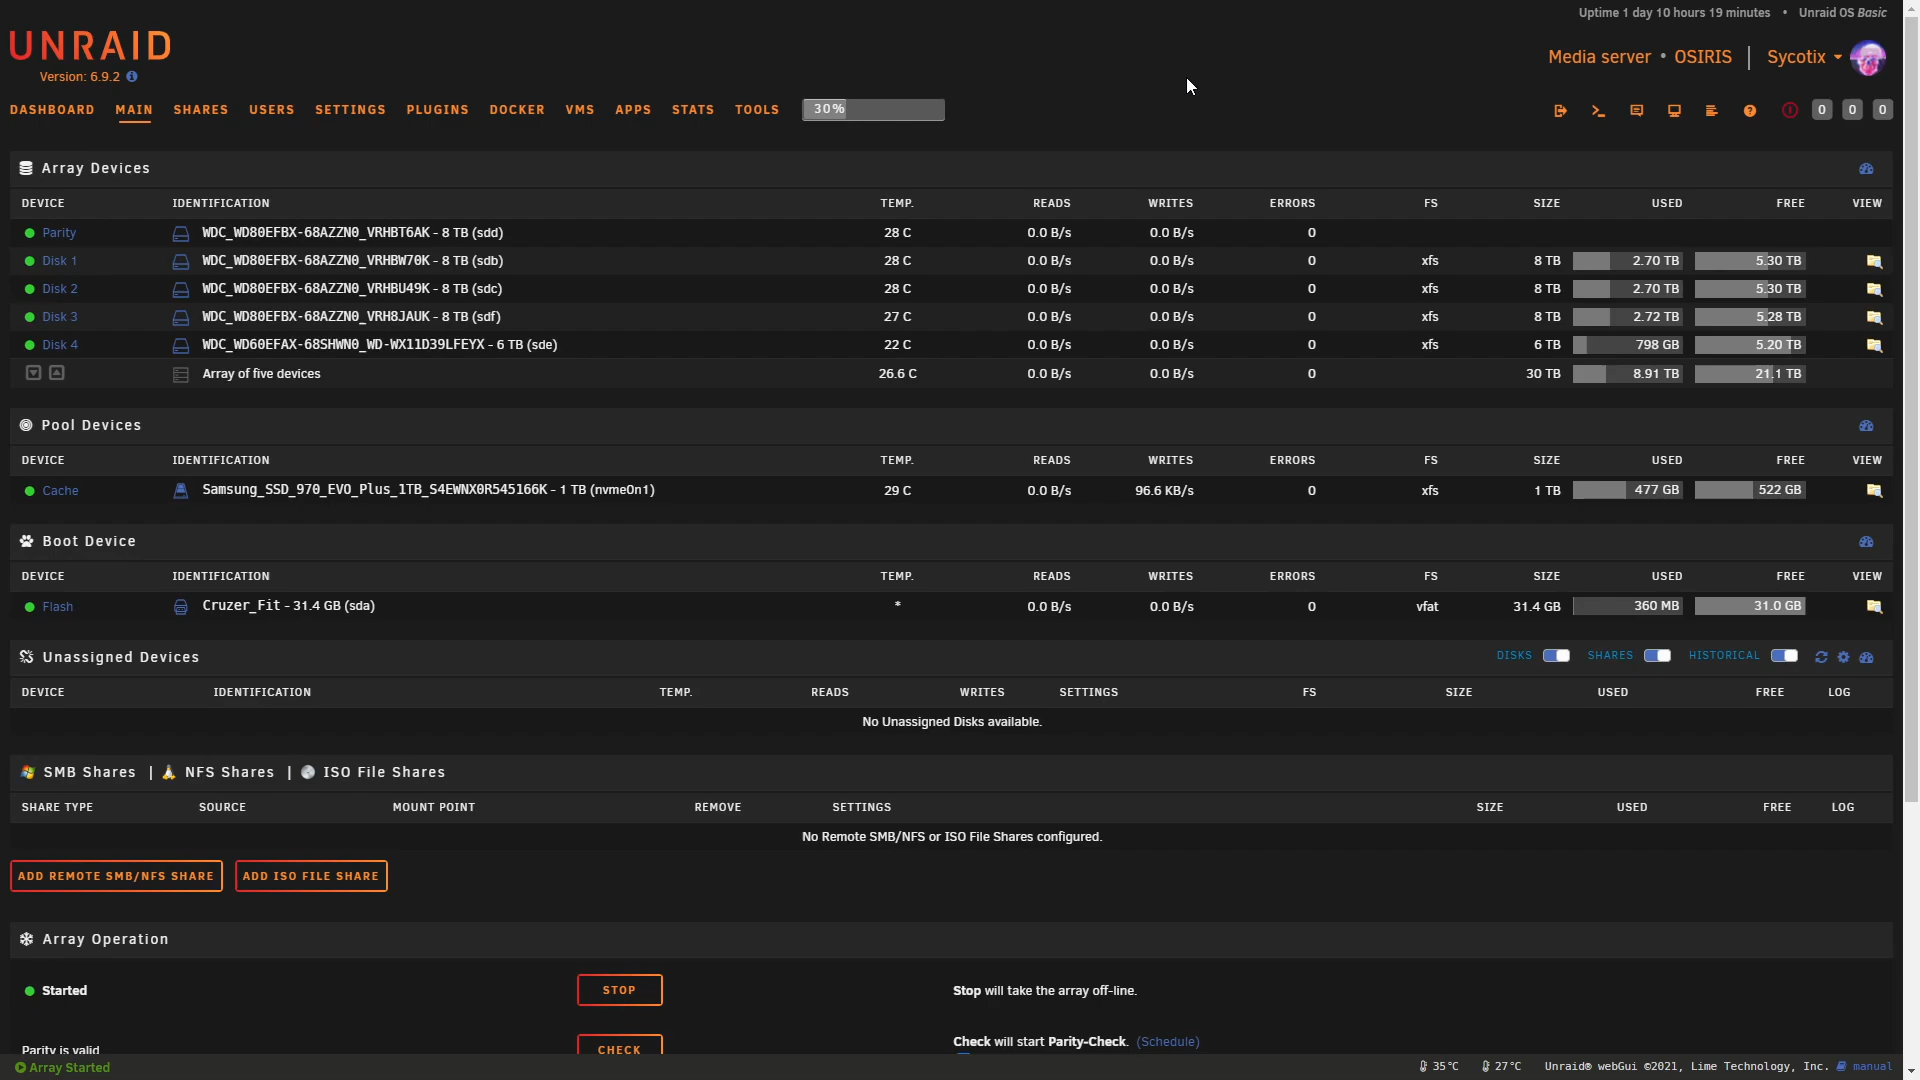 Uptime 1 day 10 hours 19 minutes • Unraid OS Basic
UNRAID
Version: 6.9.2
Media server • OSIRIS | Sycotix
DASHBOARD MAIN SHARES USERS SETTINGS PLUGINS DOCKER VMS APPS STATS TOOLS 30% 0 0 0
Array Devices
DEVICE IDENTIFICATION TEMP. READS WRITES ERRORS FS SIZE USED FREE VIEW
Parity WDC_WD80EFBX-68AZZN0_VRHBT6AK - 8 TB (sdd) 28 C 0.0 B/s 0.0 B/s 0
Disk 1 WDC_WD80EFBX-68AZZN0_VRHBW70K - 8 TB (sdb) 28 C 0.0 B/s 0.0 B/s 0 xfs 8 TB 2.70 TB 5.30 TB
Disk 2 WDC_WD80EFBX-68AZZN0_VRHBU49K - 8 TB (sdc) 28 C 0.0 B/s 0.0 B/s 0 xfs 8 TB 2.70 TB 5.30 TB
Disk 3 WDC_WD80EFBX-68AZZN0_VRH8JAUK - 8 TB (sdf) 27 C 0.0 B/s 0.0 B/s 0 xfs 8 TB 2.72 TB 5.28 TB
Disk 4 WDC_WD60EFAX-68SHWN0_WD-WX11D39LFEYX - 6 TB (sde) 22 C 0.0 B/s 0.0 B/s 0 xfs 6 TB 798 GB 5.20 TB
Array of five devices 26.6 C 0.0 B/s 0.0 B/s 0 30 TB 8.91 TB 21.1 TB
Pool Devices
DEVICE IDENTIFICATION TEMP. READS WRITES ERRORS FS SIZE USED FREE VIEW
Cache Samsung_SSD_970_EVO_Plus_1TB_S4EWNX0R545166K - 1 TB (nvme0n1) 29 C 0.0 B/s 96.6 KB/s 0 xfs 1 TB 477 GB 522 GB
Boot Device
DEVICE IDENTIFICATION TEMP. READS WRITES ERRORS FS SIZE USED FREE VIEW
Flash Cruzer_Fit - 31.4 GB (sda) * 0.0 B/s 0.0 B/s 0 vfat 31.4 GB 360 MB 31.0 GB
Unassigned Devices DISKS SHARES HISTORICAL
DEVICE IDENTIFICATION TEMP. READS WRITES SETTINGS FS SIZE USED FREE LOG
No Unassigned Disks available.
SMB Shares | NFS Shares | ISO File Shares
SHARE TYPE SOURCE MOUNT POINT REMOVE SETTINGS SIZE USED FREE LOG
No Remote SMB/NFS or ISO File Shares configured.
ADD REMOTE SMB/NFS SHARE ADD ISO FILE SHARE
Array Operation
Started STOP Stop will take the array off-line.
Parity is valid CHECK Check will start Parity-Check. (Schedule)
Array Started 35°C 27°C Unraid® webGui ©2021, Lime Technology, Inc. manual